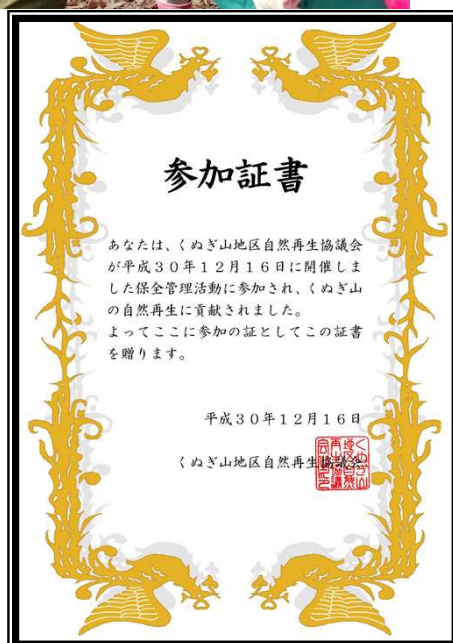 参加証書
あなたは、くぬぎ山地区自然再生協議会
が平成３０年１２月１６日に開催しま
した保全管理活動に参加され、くぬぎ山
の自然再生に貢献されました。
よってここに参加の証としてこの証書
を贈ります。
平成３０年１２月１６日
くぬぎ山地区自然再生協議会